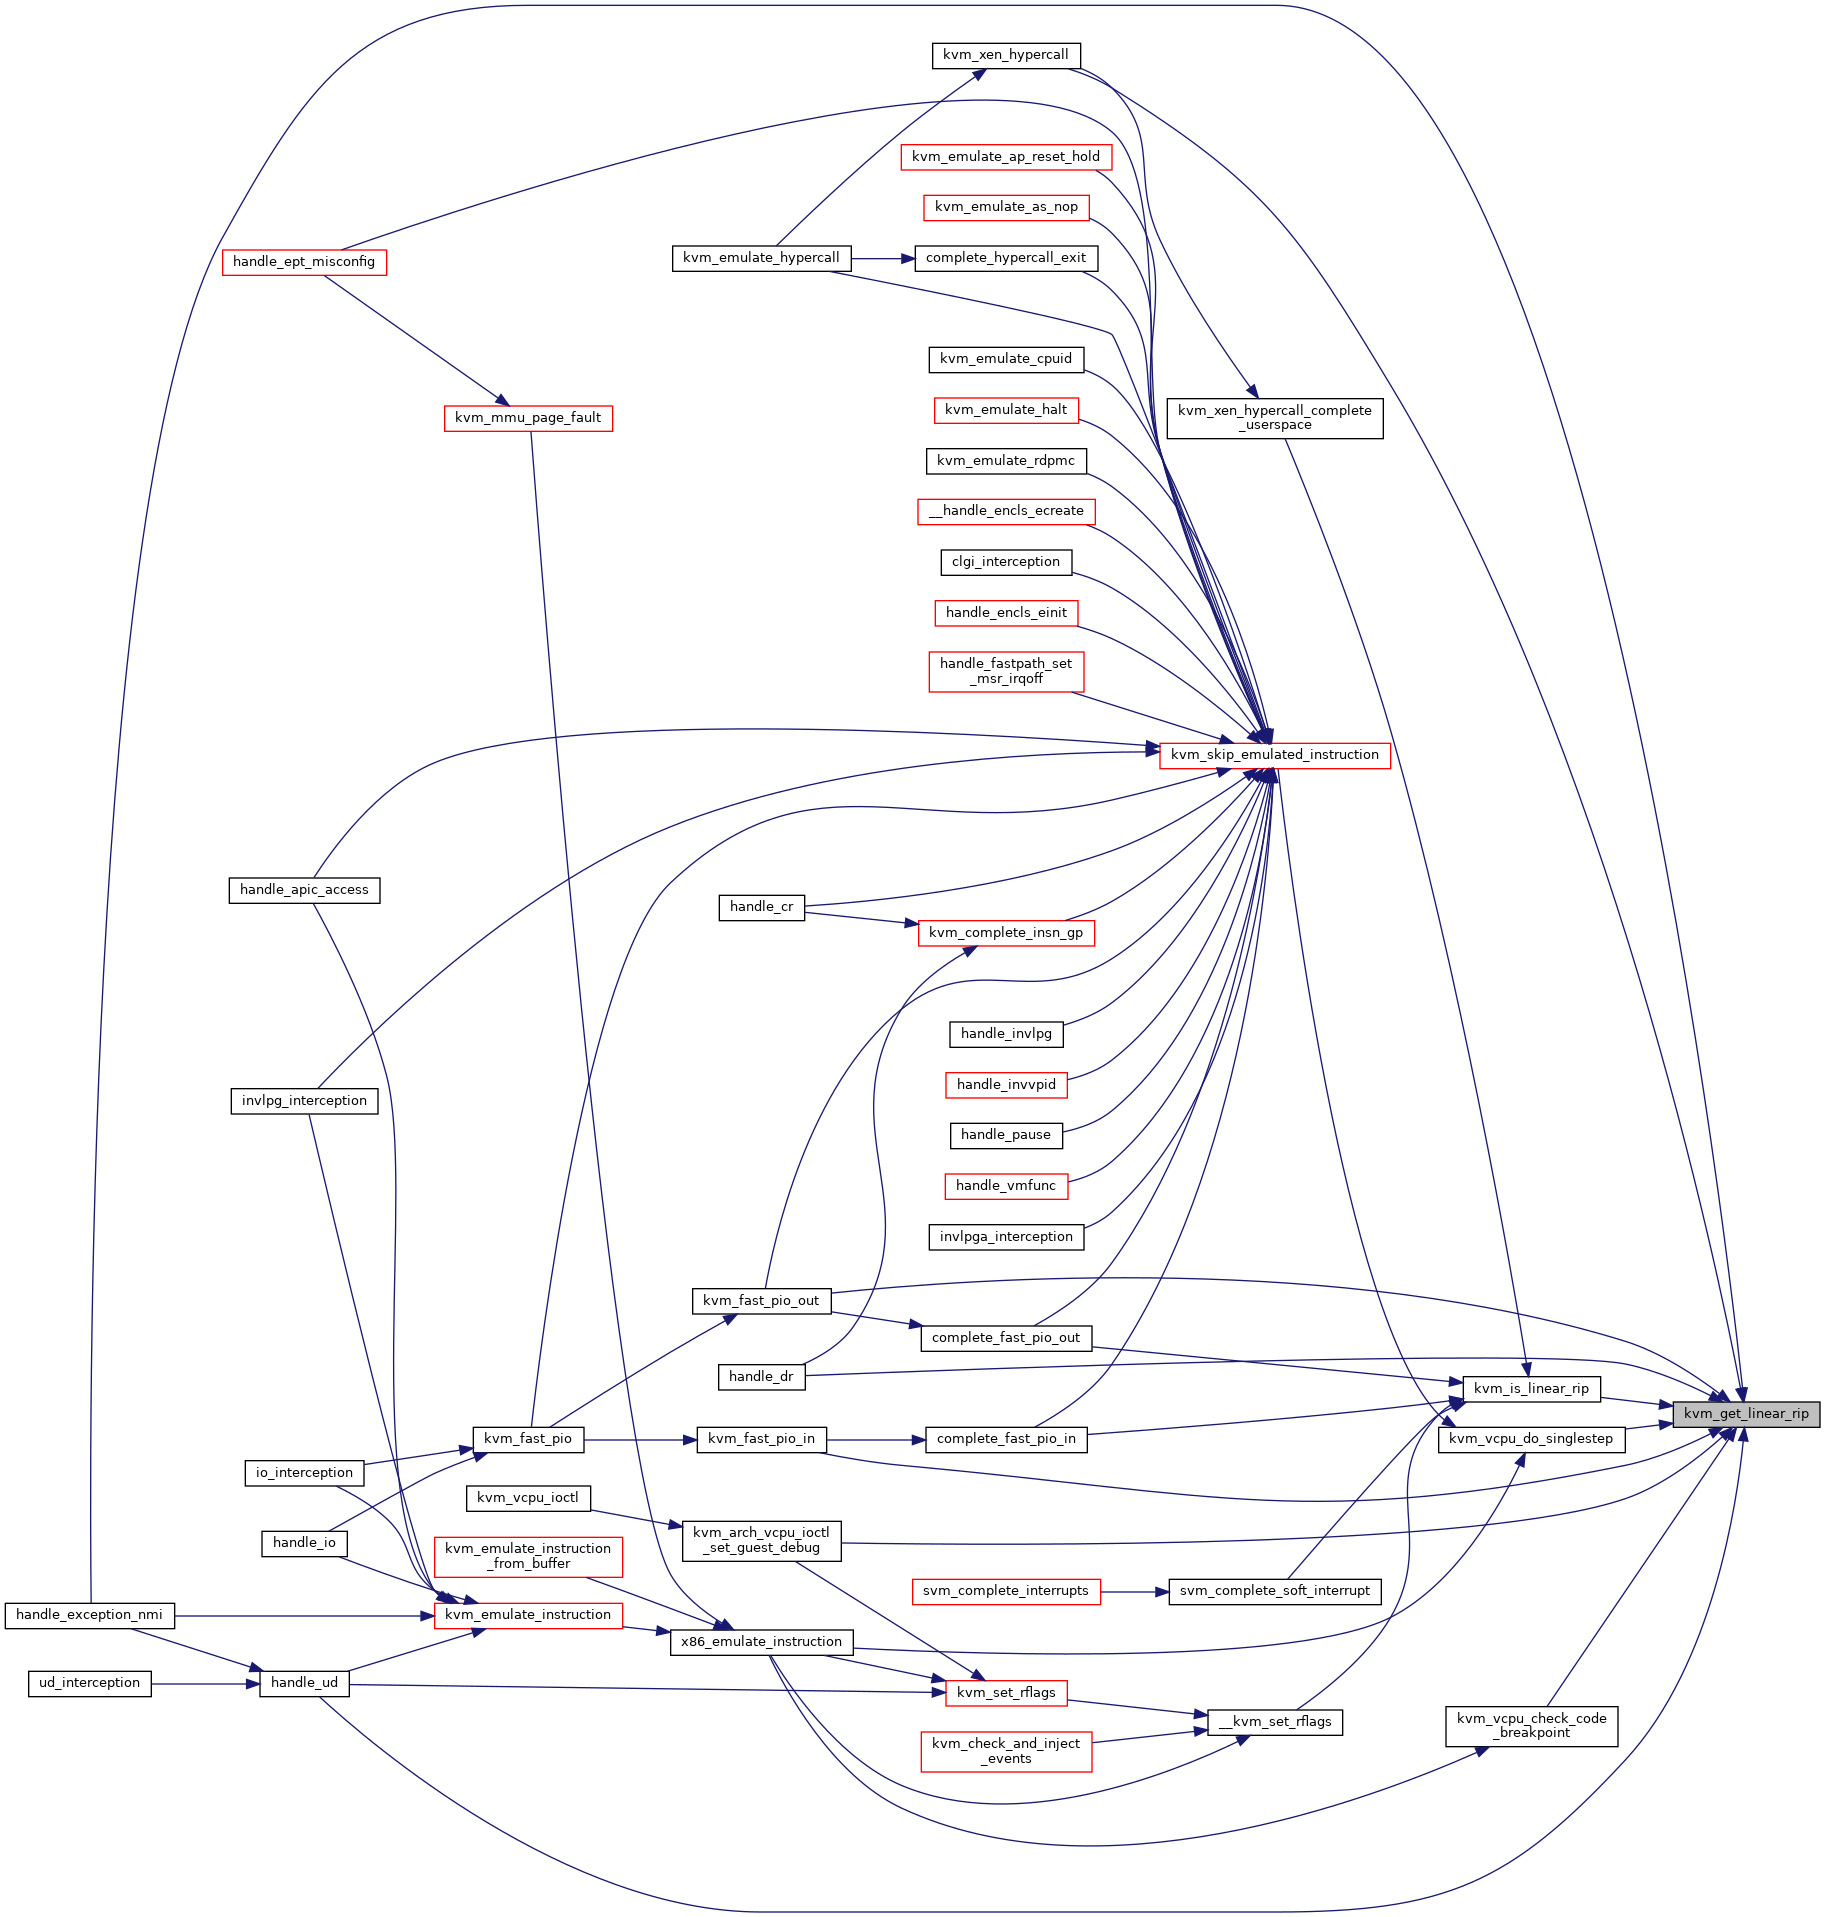 kvm_xen_hypercall
kvm_emulate_ap_reset_hold
kvm_emulate_as_nop
handle_ept_misconfig
kvm_emulate_hypercall
complete_hypercall_exit
kvm_emulate_cpuid
kvm_mmu_page_fault
kvm_emulate_halt
kvm_xen_hypercall_complete
_userspace
kvm_emulate_rdpmc
__handle_encls_ecreate
clgi_interception
handle_encls_einit
handle_fastpath_set
_msr_irqoff
kvm_skip_emulated_instruction
handle_apic_access
handle_cr
kvm_complete_insn_gp
handle_invlpg
invlpg_interception
handle_invvpid
handle_pause
handle_vmfunc
invlpga_interception
kvm_fast_pio_out
complete_fast_pio_out
handle_dr
kvm_is_linear_rip
kvm_get_linear_rip
kvm_fast_pio
kvm_fast_pio_in
complete_fast_pio_in
kvm_vcpu_do_singlestep
io_interception
kvm_vcpu_ioctl
handle_io
kvm_arch_vcpu_ioctl
_set_guest_debug
kvm_emulate_instruction
_from_buffer
svm_complete_interrupts
svm_complete_soft_interrupt
handle_exception_nmi
kvm_emulate_instruction
x86_emulate_instruction
ud_interception
handle_ud
kvm_set_rflags
__kvm_set_rflags
kvm_vcpu_check_code
_breakpoint
kvm_check_and_inject
_events